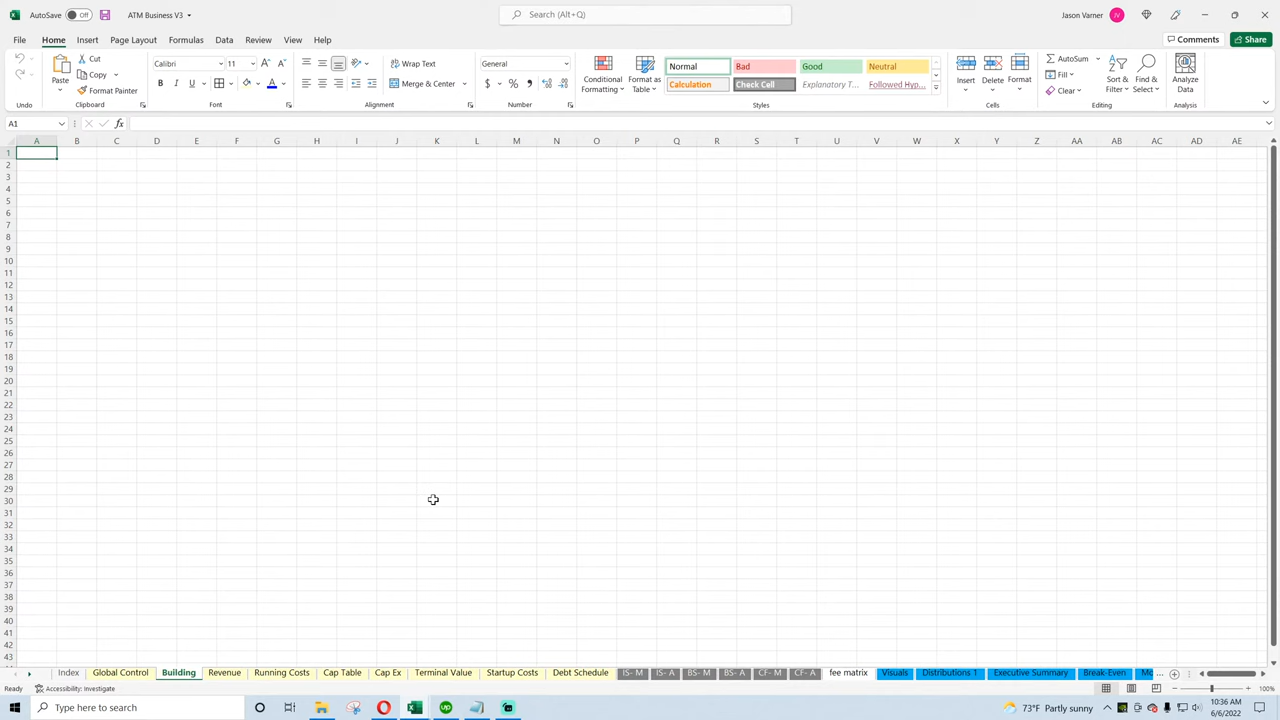 AutoSave Off ATM Business V3 Search (Alt+Q) Jason Varner JV
File Home Insert Page Layout Formulas Data Review View Help Comments Share
Paste Cut Copy Format Painter
Calibri 11
Wrap Text Merge & Center
General
Conditional Formatting Format as Table
Normal Bad Good Neutral
Calculation Check Cell Explanatory T... Followed Hyp...
Insert Delete Format
AutoSum Fill Clear
Sort & Filter Find & Select Analyze Data
Undo Clipboard Font Alignment Number Styles Cells Editing Analysis
A1 fx
A B C D E F G H I J K L M N O P Q R S T U V W X Y Z AA AB AC AD AE
1
2
3
4
5
6
7
8
9
10
11
12
13
14
15
16
17
18
19
20
21
22
23
24
25
26
27
28
29
30
31
32
33
34
35
36
37
38
39
40
41
42
43
Index Global Control Building Revenue Running Costs Cap Table Cap Ex Terminal Value Startup Costs Debt Schedule IS- M IS- A BS- M BS- A CF- M CF- A fee matrix Visuals Distributions 1 Executive Summary Break-Even Mo ...
Ready Accessibility: Investigate 100%
Type here to search 73°F Partly sunny 10:36 AM
6/6/2022